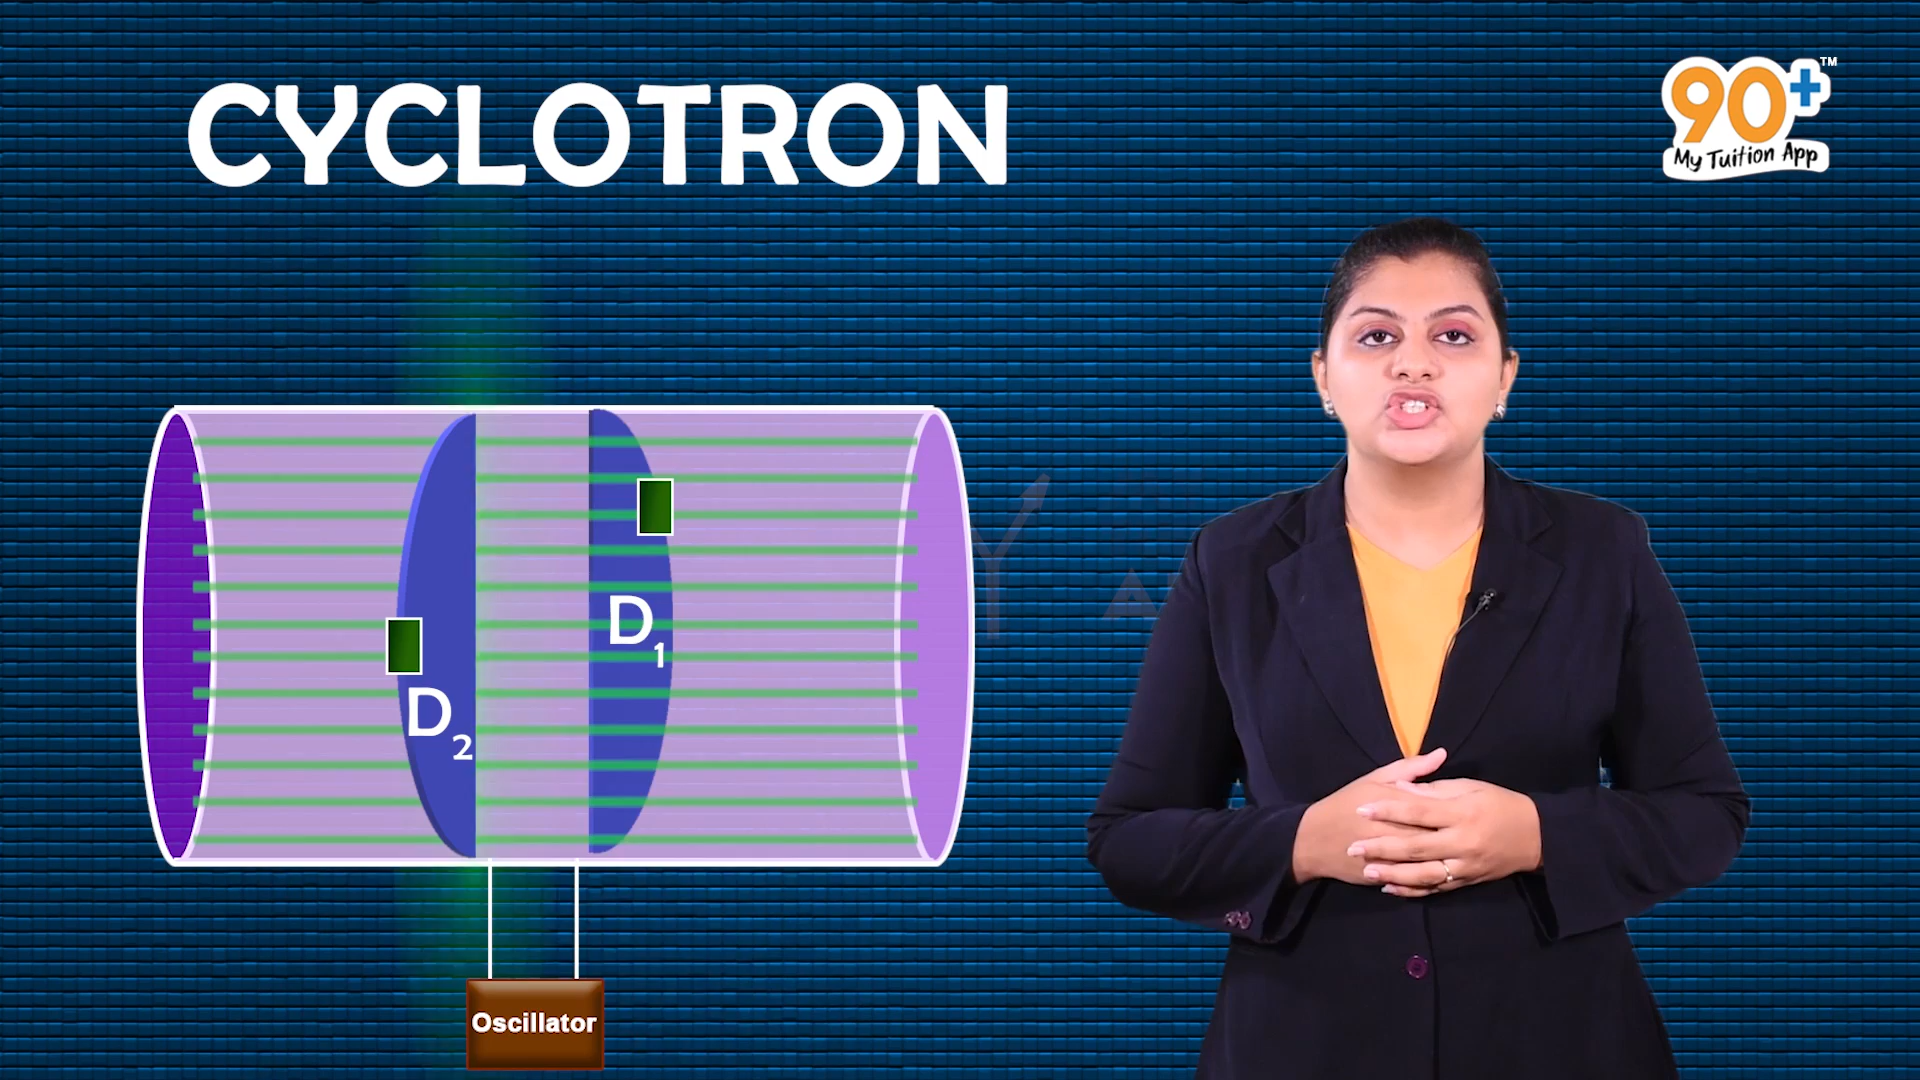 CYCLOTRON
90+ TM
My Tuition App
D1
D2
Oscillator